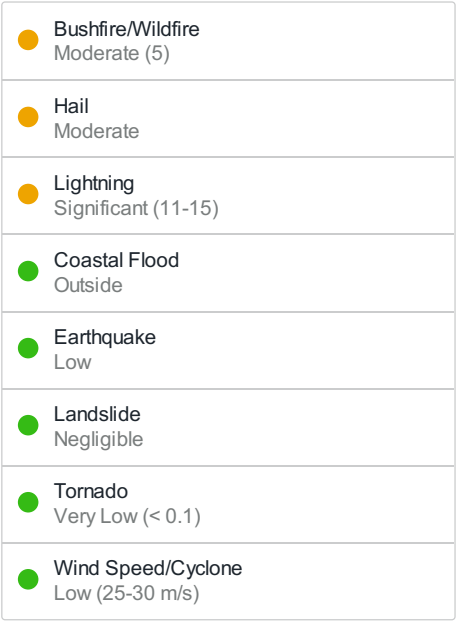 Bushfire/Wildfire
Moderate (5)
Hail
Moderate
Lightning
Significant (11-15)
Coastal Flood
Outside
Earthquake
Low
Landslide
Negligible
Tornado
Very Low (< 0.1)
Wind Speed/Cyclone
Low (25-30 m/s)